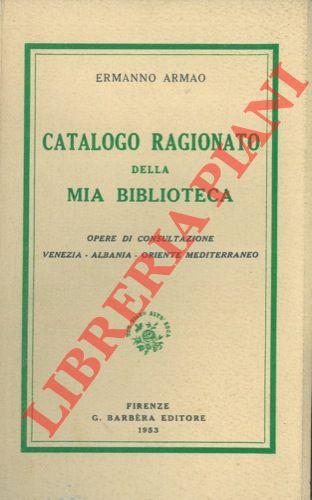 ERMANNO ARMAO
CATALOGO RAGIONATO
DELLA
MIA BIBLIOTECA
OPERE DI CONSULTAZIONE
VENEZIA - ALBANIA - ORIENTE MEDITERRANEO
FIRENZE
G. BARBÈRA EDITORE
1953
LIBRERIA PIANI